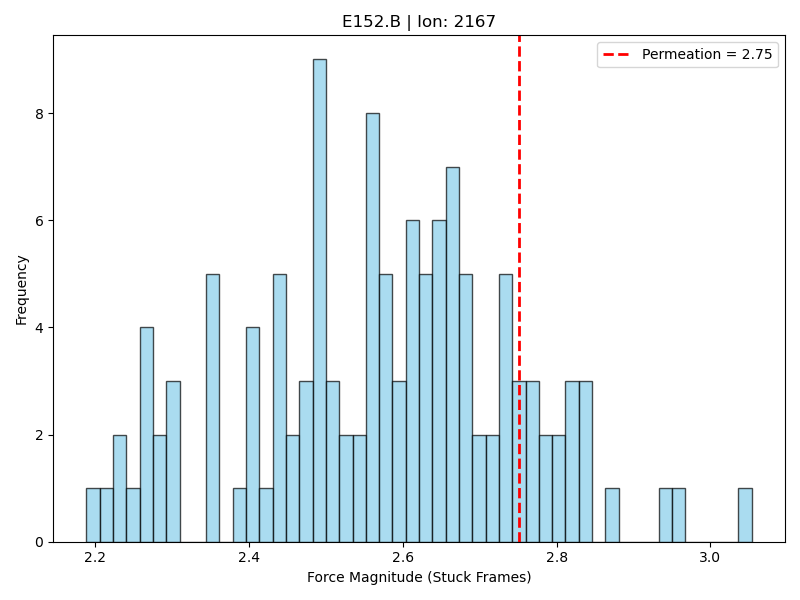 E152.B | Ion: 2167
Permeation = 2.75
Frequency
8
6
4
2
0
2.2 2.4 2.6 2.8 3.0
Force Magnitude (Stuck Frames)